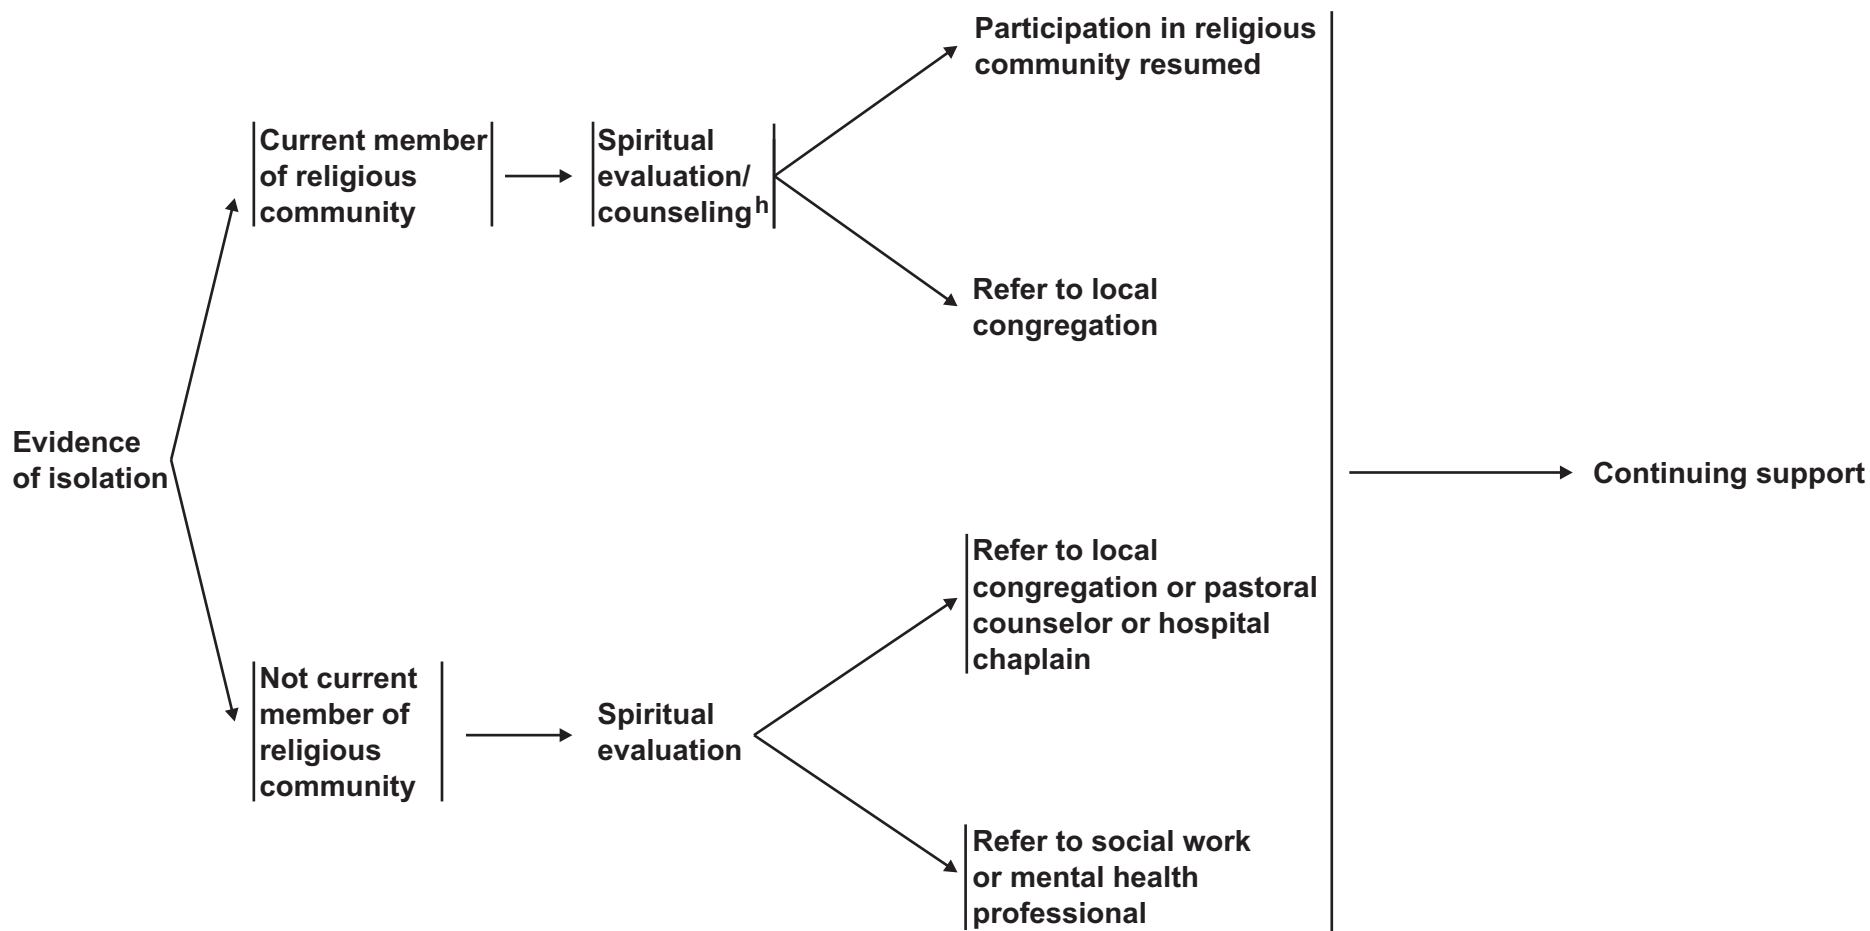 Participation in religious
community resumed
Current member
of religious
community
Spiritual
evaluation/
counselingh
Refer to local
congregation
Evidence
of isolation
Continuing support
Refer to local
congregation or pastoral
counselor or hospital
chaplain
Not current
member of
religious
community
Spiritual
evaluation
Refer to social work
or mental health
professional